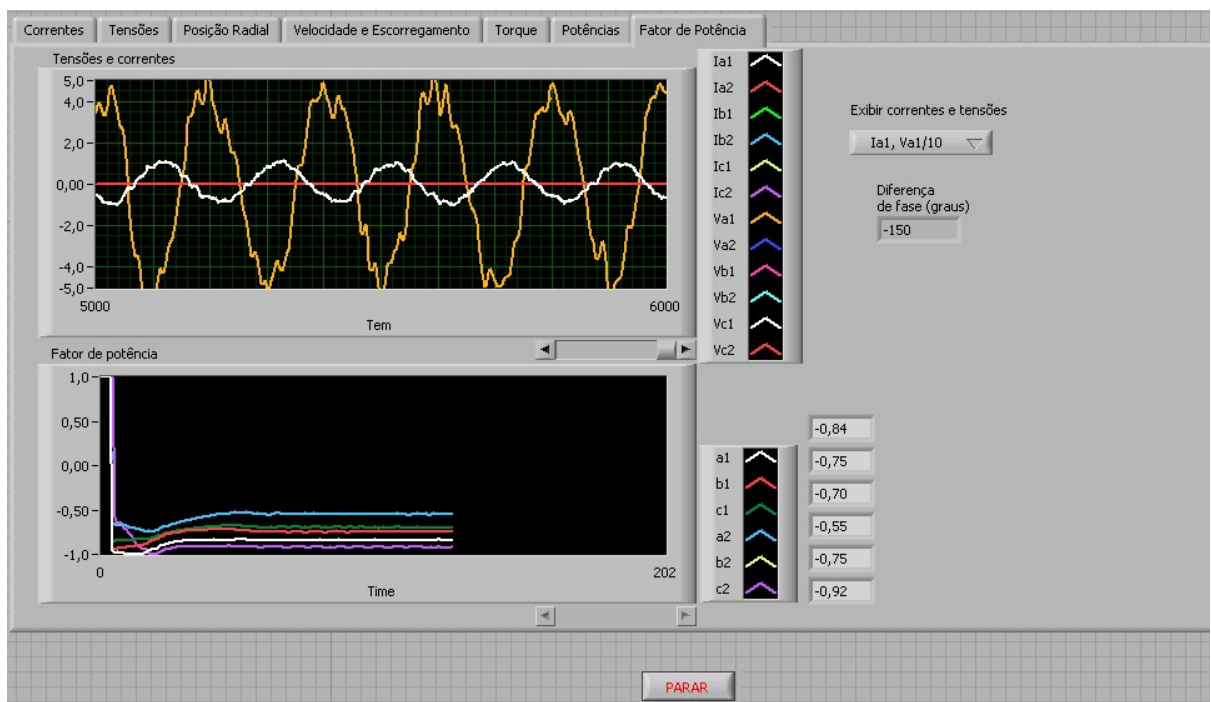 Correntes Tensões Posição Radial Velocidade e Escorregamento Torque Potências Fator de Potência
Tensões e correntes
5,0
4,0
2,0
0,00
-2,0
-4,0
-5,0
5000 6000
Tem
Ia1
Ia2
Ib1
Ib2
Ic1
Ic2
Va1
Va2
Vb1
Vb2
Vc1
Vc2
Exibir correntes e tensões
Ia1, Va1/10
Diferença
de fase (graus)
-150
Fator de potência
1,0
0,50
0,00
-0,50
-1,0
0 202
Time
a1
b1
c1
a2
b2
c2
-0,84
-0,75
-0,70
-0,55
-0,75
-0,92
PARAR